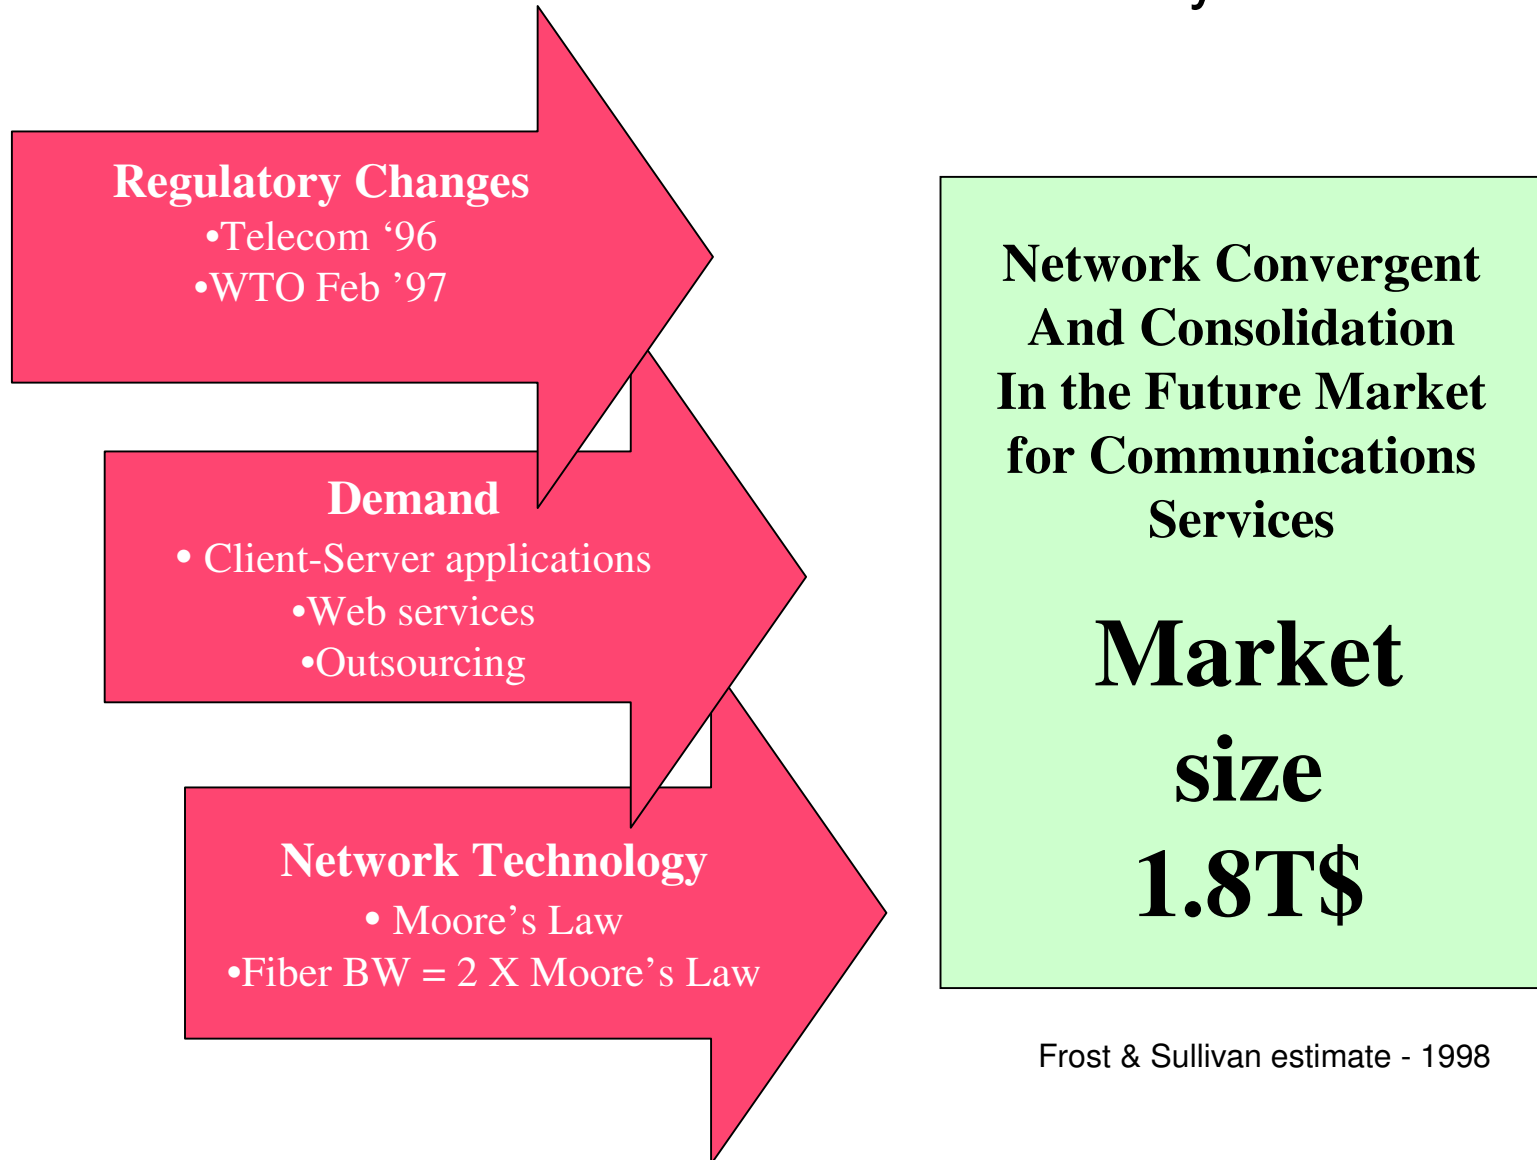 Regulatory Changes
•Telecom ‘96
•WTO Feb ’97
Demand
• Client-Server applications
•Web services
•Outsourcing
Network Technology
• Moore’s Law
•Fiber BW = 2 X Moore’s Law
Network Convergent
And Consolidation
In the Future Market
for Communications
Services
Market
size
1.8T$
Frost & Sullivan estimate - 1998